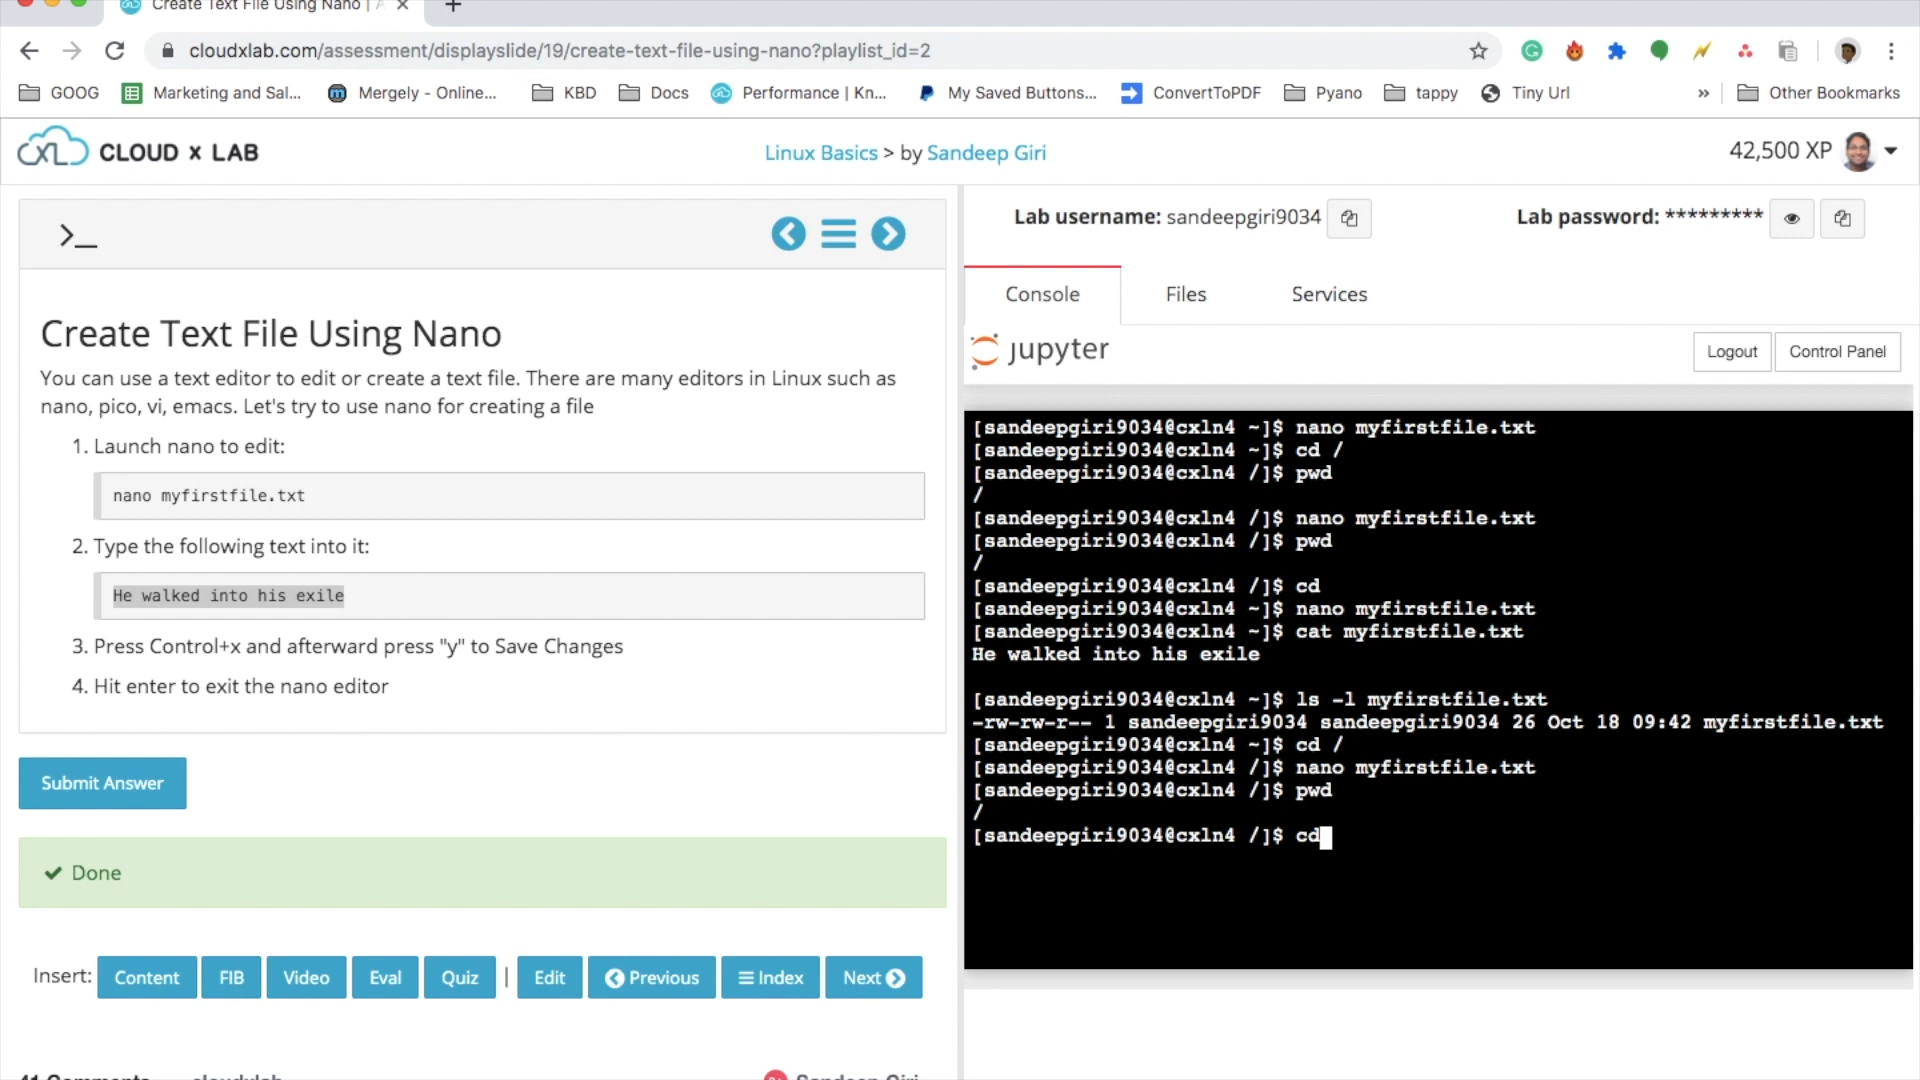 Create Text File Using Nano | A
cloudxlab.com/assessment/displayslide/19/create-text-file-using-nano?playlist_id=2
GOOG
Marketing and Sal...
Mergely - Online...
KBD
Docs
Performance | Kn...
My Saved Buttons...
ConvertToPDF
Pyano
tappy
Tiny Url
»
Other Bookmarks
CXL CLOUD x LAB
Linux Basics > by Sandeep Giri
42,500 XP
>_
Create Text File Using Nano
You can use a text editor to edit or create a text file. There are many editors in Linux such as
nano, pico, vi, emacs. Let's try to use nano for creating a file
1. Launch nano to edit:
nano myfirstfile.txt
2. Type the following text into it:
He walked into his exile
3. Press Control+x and afterward press "y" to Save Changes
4. Hit enter to exit the nano editor
Submit Answer
Done
Insert: Content FIB Video Eval Quiz | Edit Previous Index Next
41 Comments cloudxlab Sandeep Giri
Lab username: sandeepgiri9034
Lab password: *********
Console Files Services
jupyter
Logout Control Panel
[sandeepgiri9034@cxln4 ~]$ nano myfirstfile.txt
[sandeepgiri9034@cxln4 ~]$ cd /
[sandeepgiri9034@cxln4 /]$ pwd
/
[sandeepgiri9034@cxln4 /]$ nano myfirstfile.txt
[sandeepgiri9034@cxln4 /]$ pwd
/
[sandeepgiri9034@cxln4 /]$ cd
[sandeepgiri9034@cxln4 ~]$ nano myfirstfile.txt
[sandeepgiri9034@cxln4 ~]$ cat myfirstfile.txt
He walked into his exile
[sandeepgiri9034@cxln4 ~]$ ls -l myfirstfile.txt
-rw-rw-r-- 1 sandeepgiri9034 sandeepgiri9034 26 Oct 18 09:42 myfirstfile.txt
[sandeepgiri9034@cxln4 ~]$ cd /
[sandeepgiri9034@cxln4 /]$ nano myfirstfile.txt
[sandeepgiri9034@cxln4 /]$ pwd
/
[sandeepgiri9034@cxln4 /]$ cd